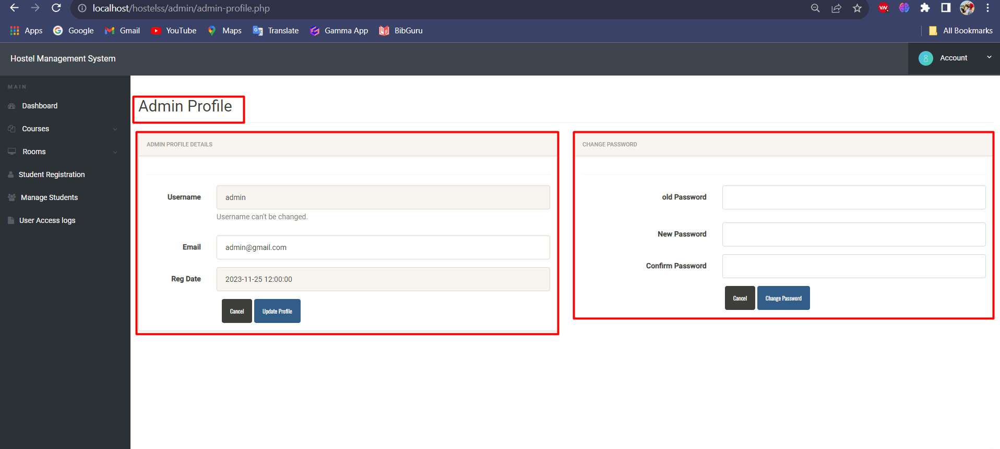 localhost/hostelss/admin/admin-profile.php
Apps Google Gmail YouTube Maps Translate Gamma App BibGuru All Bookmarks
Hostel Management System
Account
MAIN
Dashboard
Courses
Rooms
Student Registration
Manage Students
User Access logs
Admin Profile
ADMIN PROFILE DETAILS
Username admin
Username can't be changed.
Email admin@gmail.com
Reg Date 2023-11-25 12:00:00
Cancel Update Profile
CHANGE PASSWORD
old Password
New Password
Confirm Password
Cancel Change Password